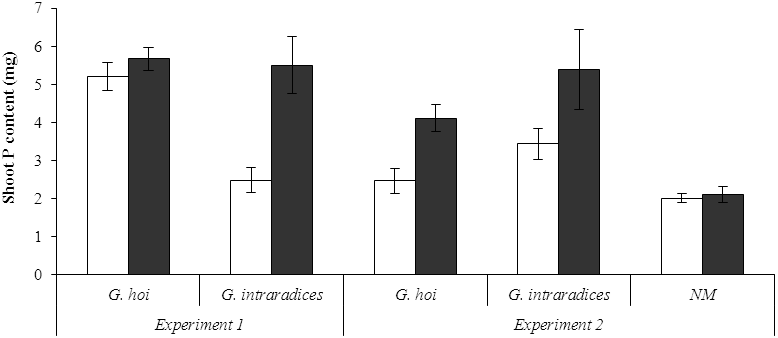 Shoot P content (mg)
7
6
5
4
3
2
1
0
G. hoi G. intraradices G. hoi G. intraradices NM
Experiment 1 Experiment 2